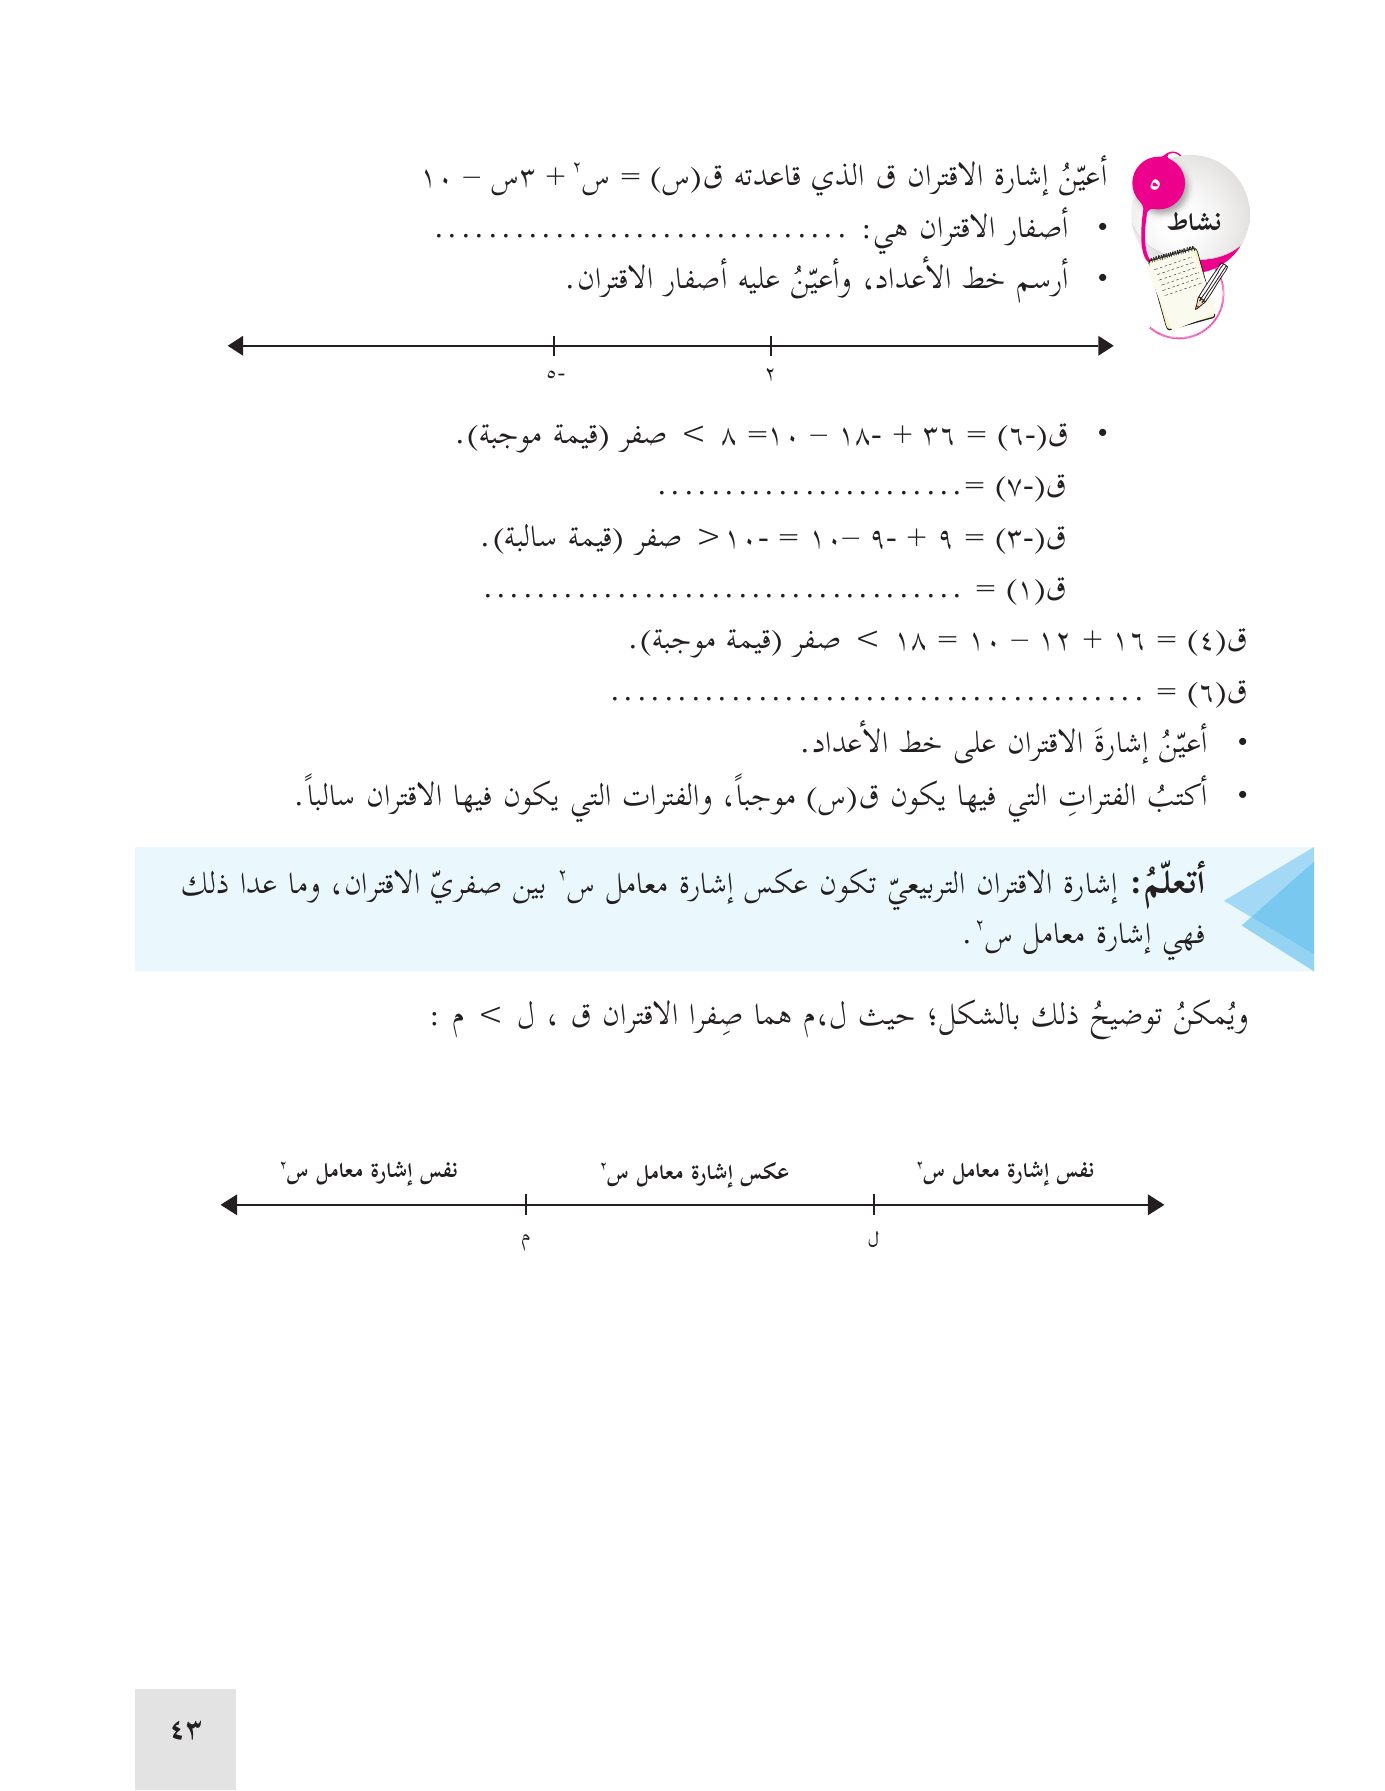 ٥
نشاط
أعيّنُ إشارة الاقتران ق الذي قاعدته ق(س) = س٢ + ٣س – ١٠
• أصفار الاقتران هي: ...............................
• أرسم خط الأعداد، وأعيّنُ عليه أصفار الاقتران.
٢ -٥
• ق(-٦) = ٣٦ + -١٨ – ١٠= ٨ > صفر (قيمة موجبة).
ق(-٧) =.......................
ق(-٣) = ٩ + -٩ –١٠ = -١٠< صفر (قيمة سالبة).
ق(١) = ....................................
ق(٤) = ١٦ + ١٢ – ١٠ = ١٨ > صفر (قيمة موجبة).
ق(٦) = ........................................
• أعيّنُ إشارةَ الاقتران على خط الأعداد.
• أكتبُ الفتراتِ التي فيها يكون ق(س) موجباً، والفترات التي يكون فيها الاقتران سالباً.
أتعلّمُ: إشارة الاقتران التربيعيّ تكون عكس إشارة معامل س٢ بين صفريّ الاقتران، وما عدا ذلك
فهي إشارة معامل س٢.
ويُمكنُ توضيحُ ذلك بالشكل؛ حيث ل،م هما صِفرا الاقتران ق ، ل < م :
نفس إشارة معامل س٢ عكس إشارة معامل س٢ نفس إشارة معامل س٢
ل م
٤٣